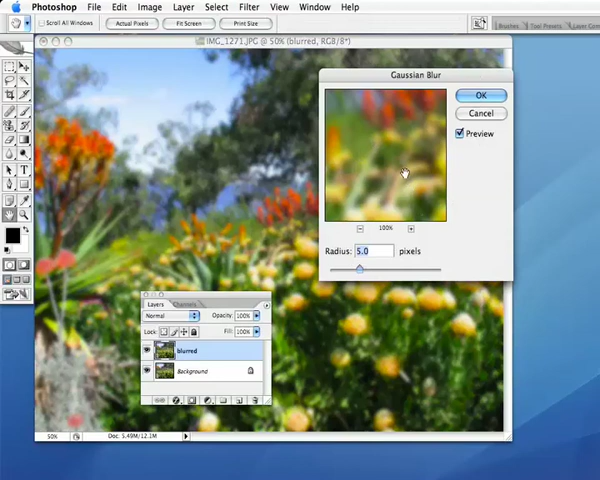 Photoshop File Edit Image Layer Select Filter View Window Help
Scroll All Windows Actual Pixels Fit Screen Print Size
Brushes Tool Presets Layer Com
IMG_1271.JPG @ 50% (blurred, RGB/8*)
Gaussian Blur
OK
Cancel
Preview
100%
Radius: 5.0 pixels
Layers Channels
Normal Opacity: 100%
Lock: Fill: 100%
blurred
Background
50% Doc: 5.49M/12.1M